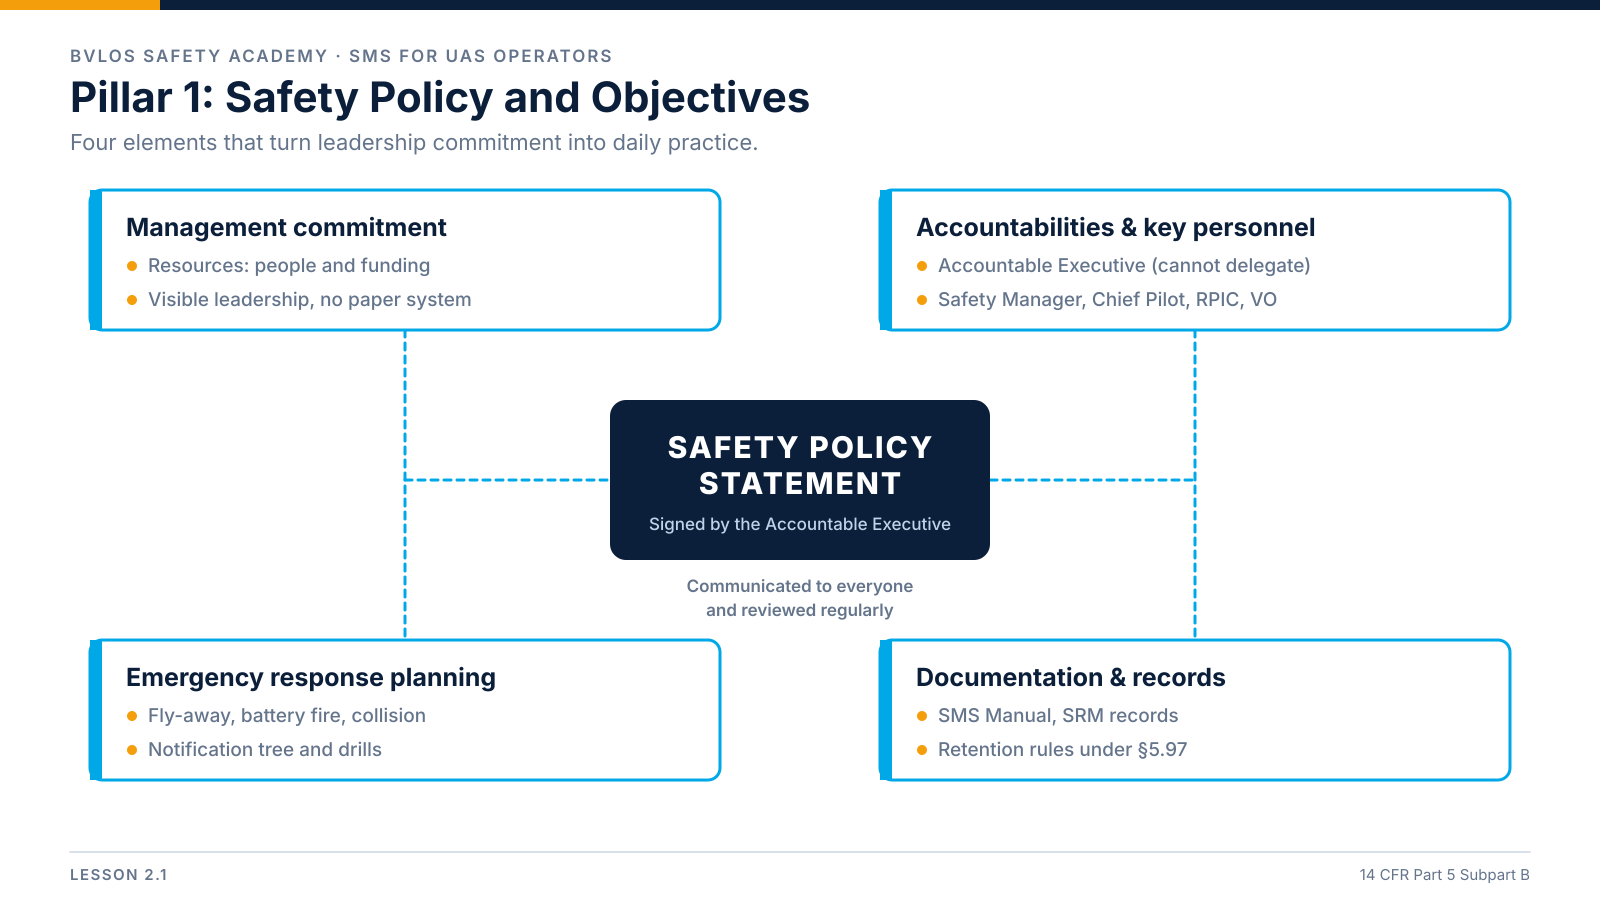 BVLOS SAFETY ACADEMY · SMS FOR UAS OPERATORS
Pillar 1: Safety Policy and Objectives
Four elements that turn leadership commitment into daily practice.
Management commitment
Resources: people and funding
Visible leadership, no paper system
Accountabilities & key personnel
Accountable Executive (cannot delegate)
Safety Manager, Chief Pilot, RPIC, VO
SAFETY POLICY
STATEMENT
Signed by the Accountable Executive
Communicated to everyone
and reviewed regularly
Emergency response planning
Fly-away, battery fire, collision
Notification tree and drills
Documentation & records
SMS Manual, SRM records
Retention rules under §5.97
LESSON 2.1
14 CFR Part 5 Subpart B